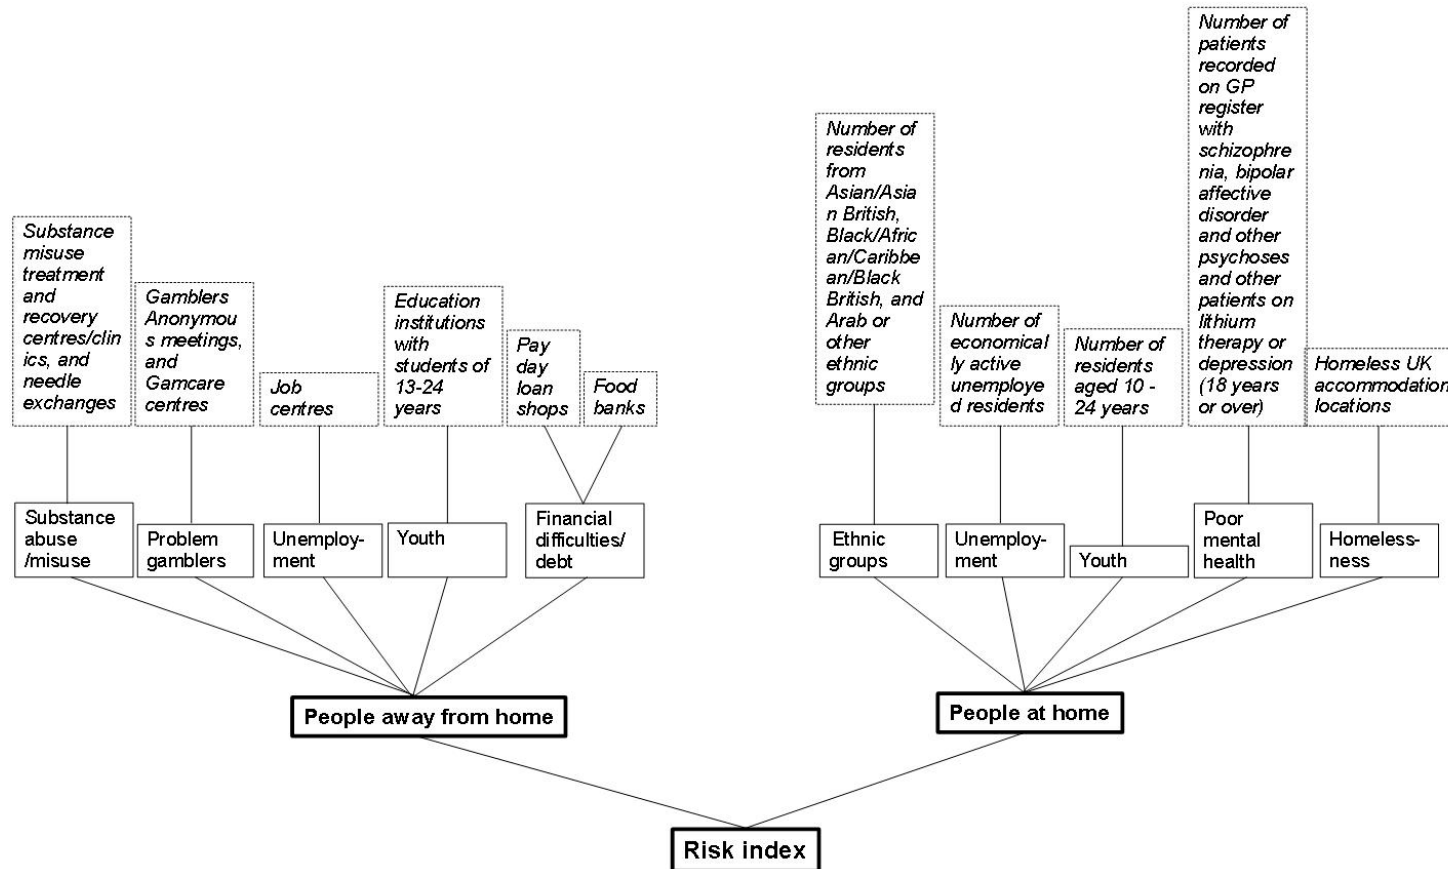 Substance
misuse
treatment
and
recovery
centres/clin
ics, and
needle
exchanges
Gamblers
Anonymou
s meetings,
and
Gamcare
centres
Job
centres
Education
institutions
with
students of
13-24
years
Pay
day
loan
shops
Food
banks
Number of
residents
from
Asian/Asia
n British,
Black/Afric
an/Caribbe
an/Black
British, and
Arab or
other
ethnic
groups
Number of
economical
ly active
unemploye
d residents
Number of
residents
aged 10 -
24 years
Number of
patients
recorded
on GP
register
with
schizophre
nia, bipolar
affective
disorder
and other
psychoses
and other
patients on
lithium
therapy or
depression
(18 years
or over)
Homeless UK
accommodation
locations
Substance
abuse
/misuse
Problem
gamblers
Unemploy-
ment
Youth
Financial
difficulties/
debt
Ethnic
groups
Unemploy-
ment
Youth
Poor
mental
health
Homeless-
ness
People away from home
People at home
Risk index